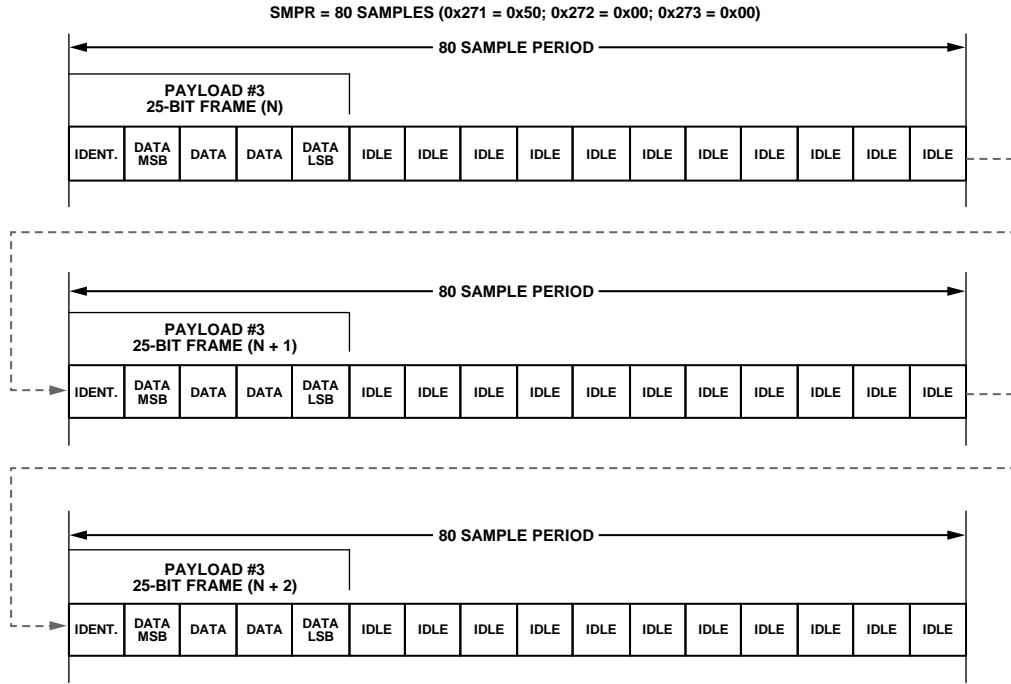 SMPR = 80 SAMPLES (0x271 = 0x50; 0x272 = 0x00; 0x273 = 0x00)
80 SAMPLE PERIOD
PAYLOAD #3
25-BIT FRAME (N)
IDENT. DATA MSB DATA DATA DATA LSB IDLE IDLE IDLE IDLE IDLE IDLE IDLE IDLE IDLE IDLE IDLE
80 SAMPLE PERIOD
PAYLOAD #3
25-BIT FRAME (N + 1)
IDENT. DATA MSB DATA DATA DATA LSB IDLE IDLE IDLE IDLE IDLE IDLE IDLE IDLE IDLE IDLE IDLE
80 SAMPLE PERIOD
PAYLOAD #3
25-BIT FRAME (N + 2)
IDENT. DATA MSB DATA DATA DATA LSB IDLE IDLE IDLE IDLE IDLE IDLE IDLE IDLE IDLE IDLE IDLE